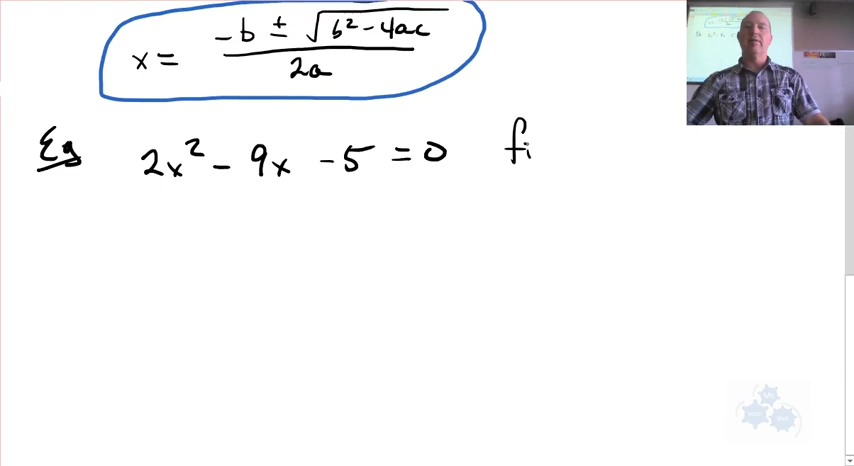 x = -b ± √b² - 4ac / 2a
Eg 2x² - 9x - 5 = 0 fi